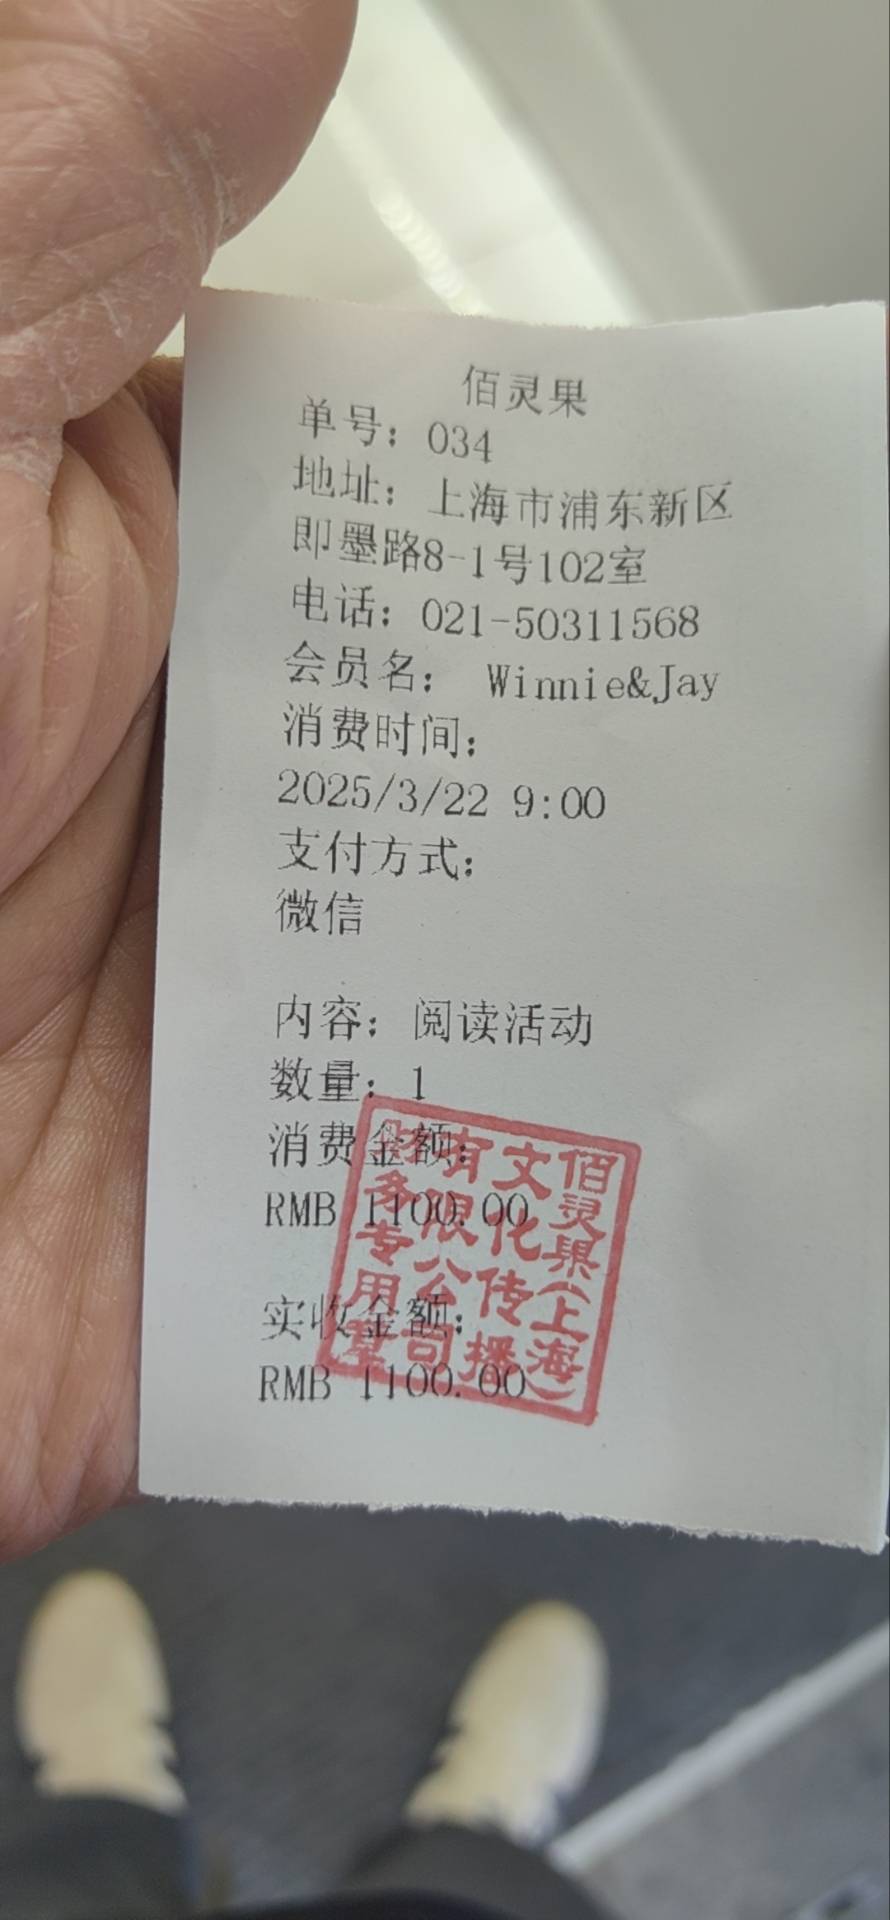 佰灵果
单号：034
地址：上海市浦东新区
即墨路8-1号102室
电话：021-50311568
会员名： Winnie&Jay
消费时间：
2025/3/22 9:00
支付方式：
微信
内容：阅读活动
数量：1
消费金额：
RMB 1100.00
实收金额：
RMB 1100.00
佰灵果（上海）
文化传播
有限公司
财务专用章